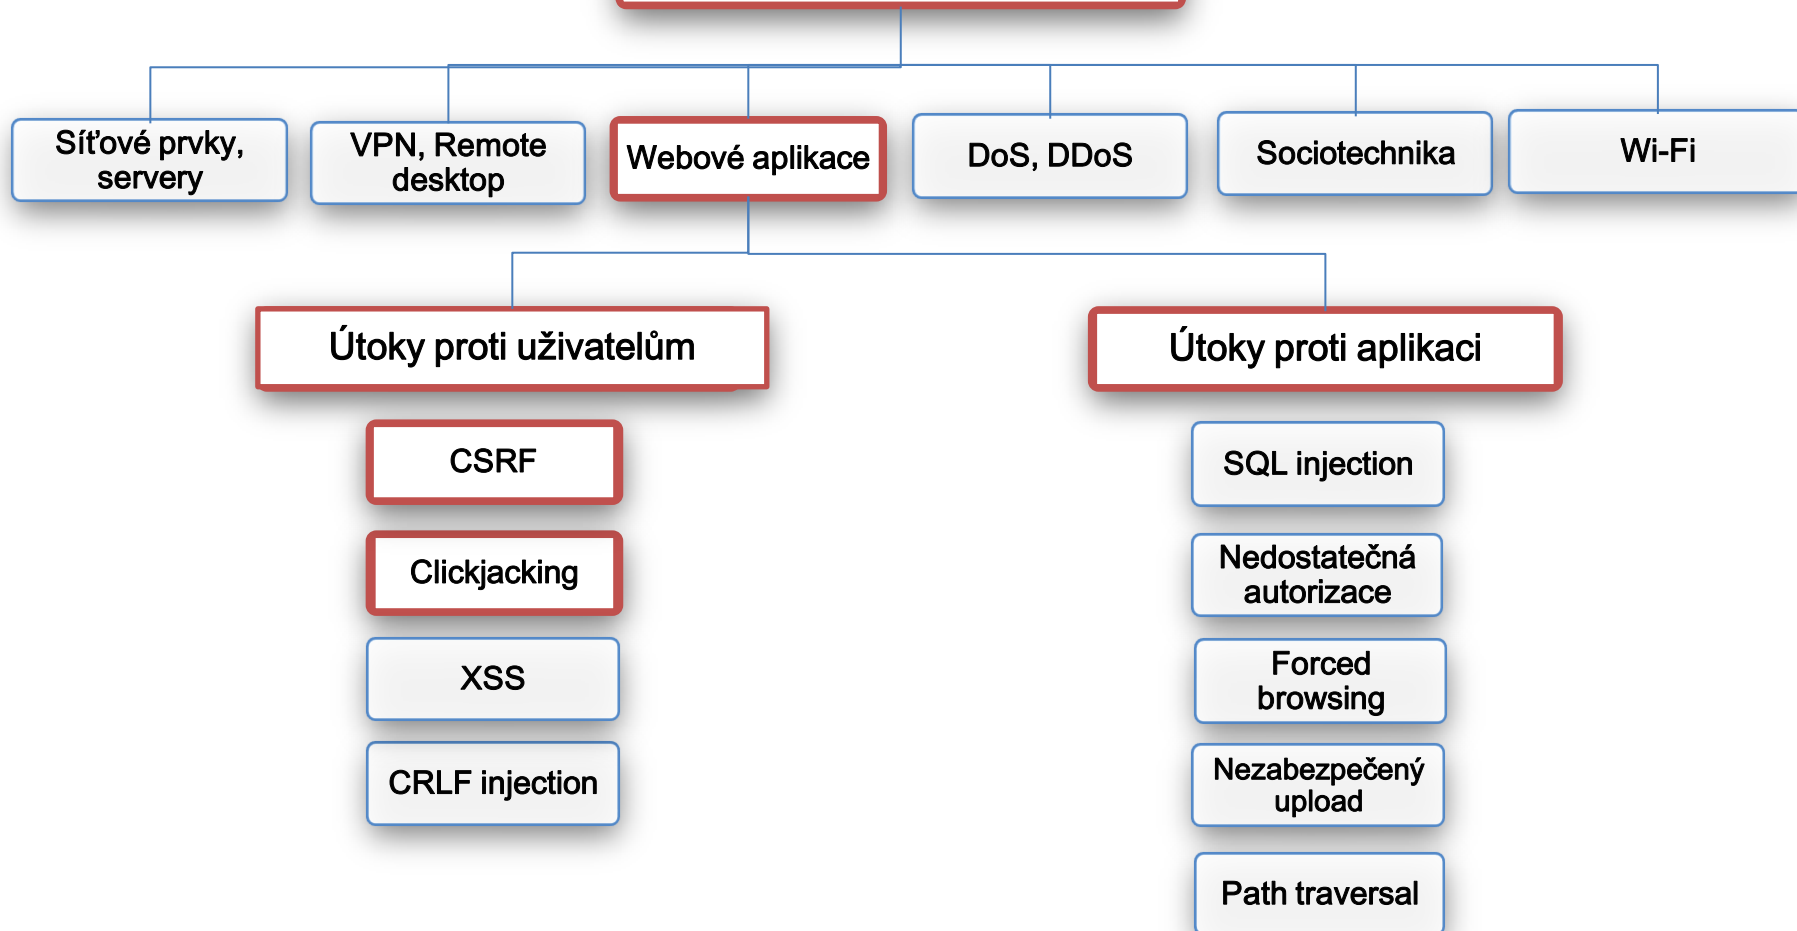 Síťové prvky,
servery
VPN, Remote
desktop
Webové aplikace
DoS, DDoS
Sociotechnika
Wi-Fi
Útoky proti uživatelům
CSRF
Clickjacking
XSS
CRLF injection
Útoky proti aplikaci
SQL injection
Nedostatečná
autorizace
Forced
browsing
Nezabezpečený
upload
Path traversal